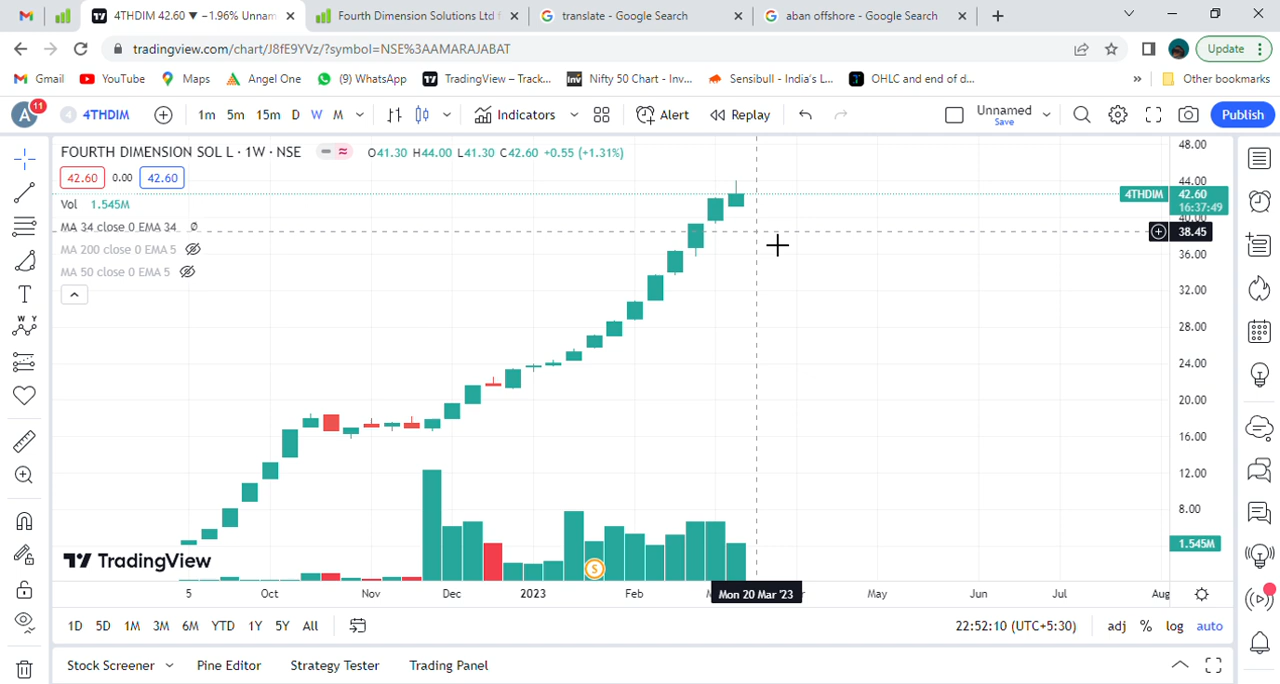 4THDIM 42.60 ▼ −1.96% Unnam
Fourth Dimension Solutions Ltd f
translate - Google Search
aban offshore - Google Search
tradingview.com/chart/J8fE9YVz/?symbol=NSE%3AAMARAJABAT
Update
Gmail
YouTube
Maps
Angel One
(9) WhatsApp
TradingView – Track...
Nifty 50 Chart - Inv...
Sensibull - India's L...
OHLC and end of d...
Other bookmarks
A 11
4 4THDIM
1m 5m 15m D W M
Indicators
Alert
Replay
Unnamed
Save
Publish
FOURTH DIMENSION SOL L · 1W · NSE
O41.30 H44.00 L41.30 C42.60 +0.55 (+1.31%)
42.60 0.00 42.60
Vol 1.545M
MA 34 close 0 EMA 34
MA 200 close 0 EMA 5
MA 50 close 0 EMA 5
48.00
44.00
4THDIM 42.60
16:37:49
40.00
38.45
36.00
32.00
28.00
24.00
20.00
16.00
12.00
8.00
1.545M
S
TradingView
5 Oct Nov Dec 2023 Feb Mon 20 Mar '23 May Jun Jul Aug
1D 5D 1M 3M 6M YTD 1Y 5Y All
22:52:10 (UTC+5:30)
adj % log auto
Stock Screener
Pine Editor
Strategy Tester
Trading Panel